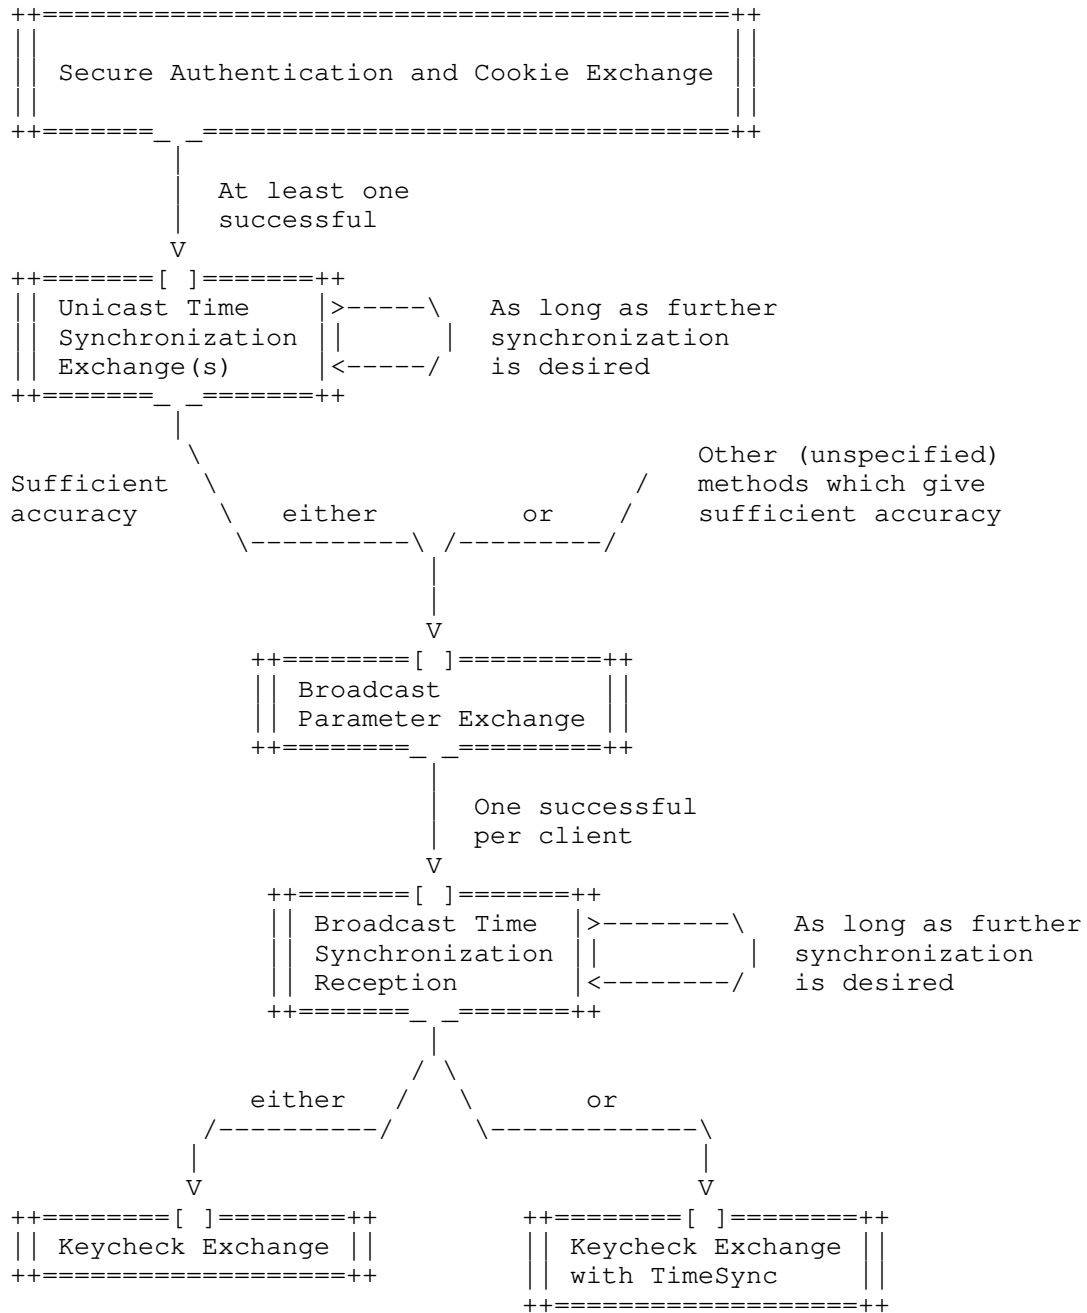 Secure Authentication and Cookie Exchange
At least one
successful
V
Unicast Time
Synchronization
Exchange(s)
As long as further
synchronization
is desired
Sufficient
accuracy
either
or
Other (unspecified)
methods which give
sufficient accuracy
V
Broadcast
Parameter Exchange
One successful
per client
V
Broadcast Time
Synchronization
Reception
As long as further
synchronization
is desired
either
or
V
V
Keycheck Exchange
Keycheck Exchange
with TimeSync